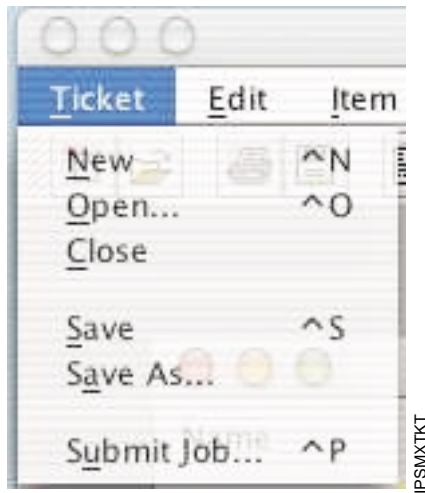 Ticket Edit Item
New ^N
Open... ^O
Close
Save ^S
Save As...
Submit Job... ^P
Name
IPSMXTKT